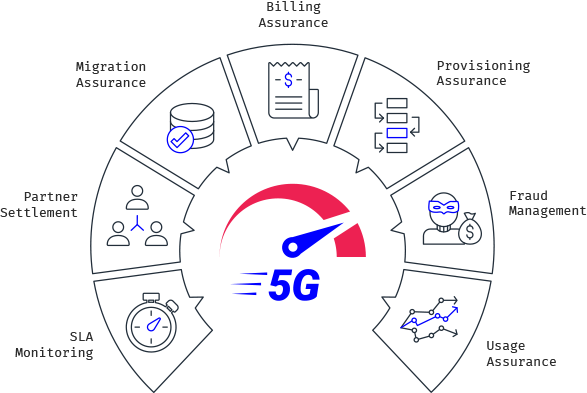 Billing
Assurance
Migration
Assurance
Provisioning
Assurance
$
Partner
Settlement
Fraud
Management
$
5G
SLA
Monitoring
Usage
Assurance